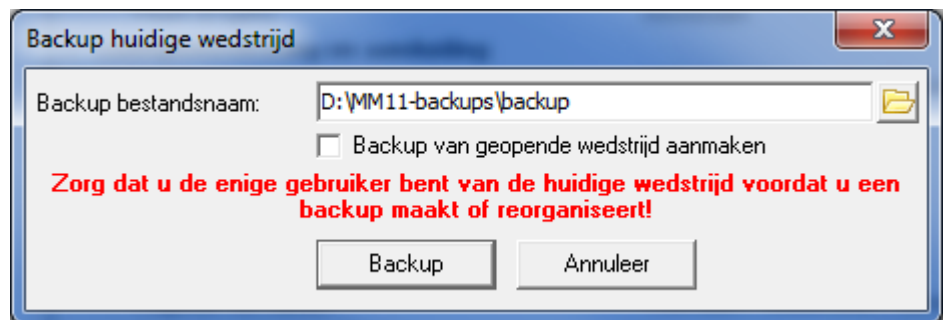 Backup huidige wedstrijd
Backup bestandsnaam: D:\MM11-backups\backup
Backup van geopende wedstrijd aanmaken
Zorg dat u de enige gebruiker bent van de huidige wedstrijd voordat u een
backup maakt of reorganiseert!
Backup Annuleer